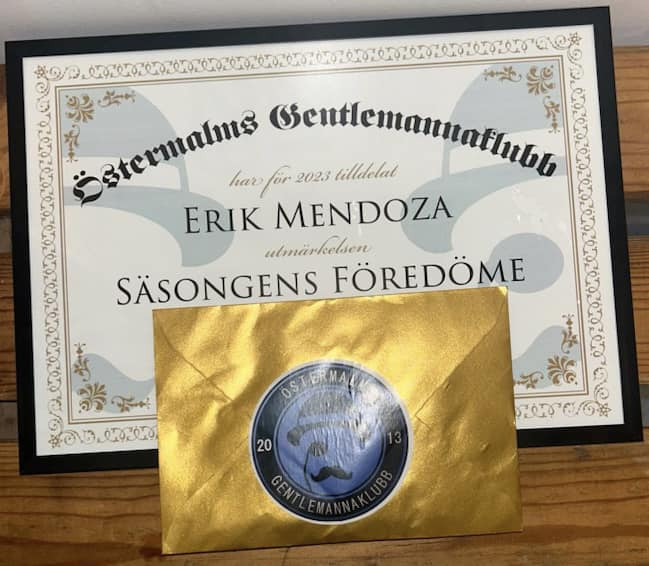 Östermalms Gentlemannaklubb
har för 2023 tilldelat
ERIK MENDOZA
utmärkelsen
SÄSONGENS FÖREDÖME
ÖSTERMALMS
20 13
GENTLEMANNAKLUBB